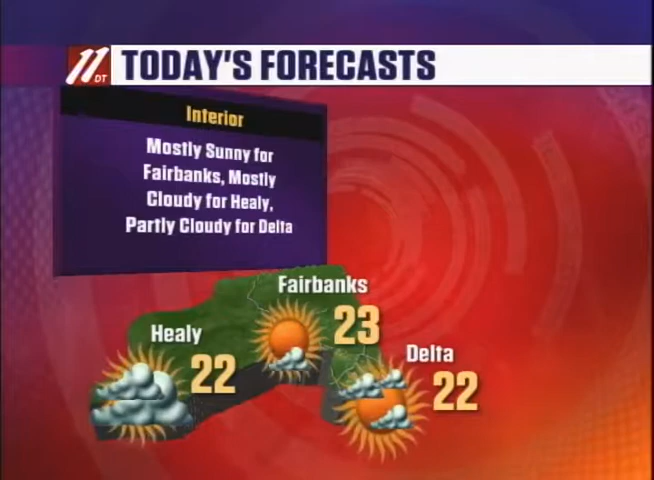 11 DT TODAY'S FORECASTS
Interior
Mostly Sunny for
Fairbanks, Mostly
Cloudy for Healy,
Partly Cloudy for Delta
Fairbanks
23
Healy
22
Delta
22